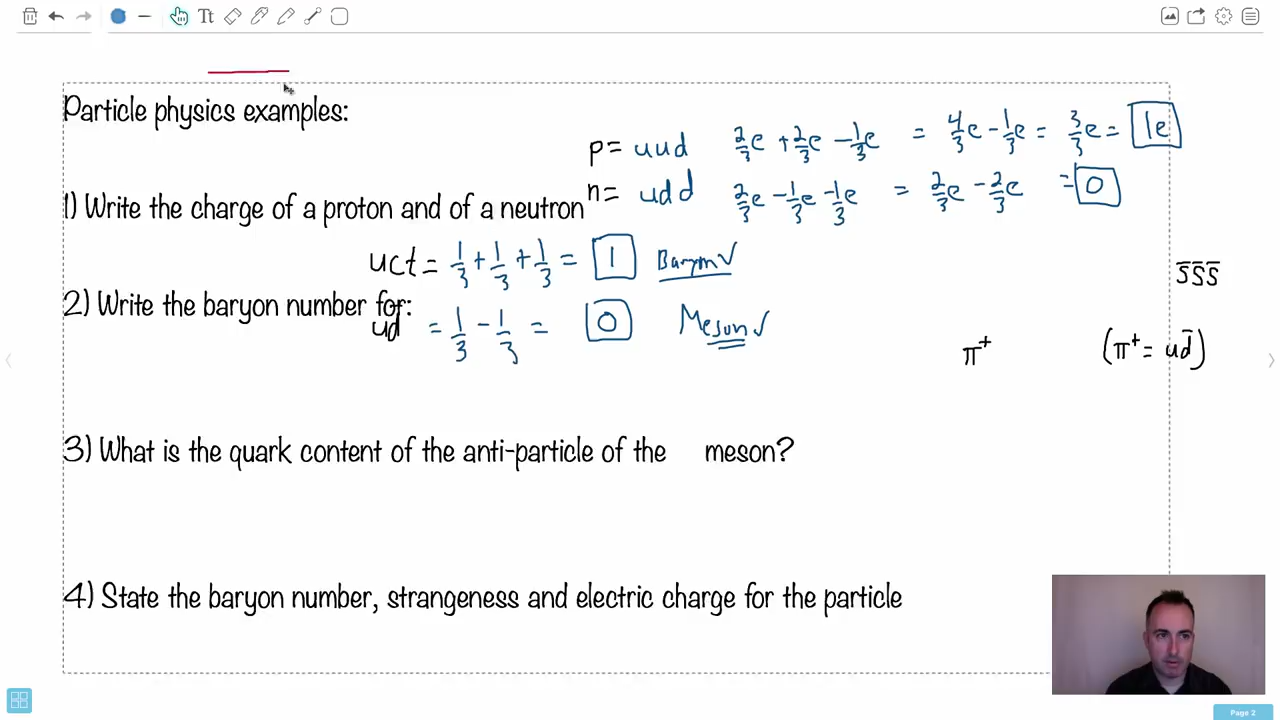 Particle physics examples:
p = uud 2/3e + 2/3e - 1/3e = 4/3e - 1/3e = 3/3e = 1e
n = udd 2/3e - 1/3e - 1/3e = 2/3e - 2/3e = 0
1) Write the charge of a proton and of a neutron
uct = 1/3 + 1/3 + 1/3 = 1 Baryon✓
s̅s̅s̅
2) Write the baryon number for:
ud̅ = 1/3 - 1/3 = 0 Meson✓
π⁺ (π⁺ = ud̅)
3) What is the quark content of the anti-particle of the meson?
4) State the baryon number, strangeness and electric charge for the particle
Page 2